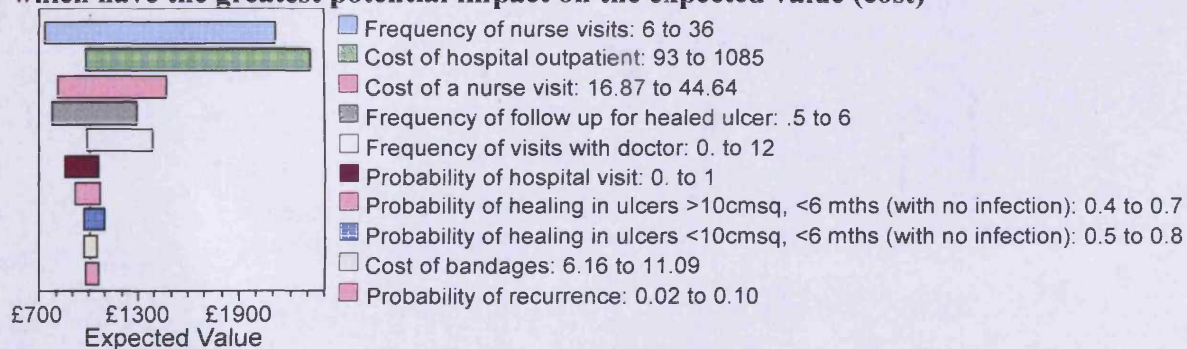 which have the greatest potential impact on the expected value (cost)
Frequency of nurse visits: 6 to 36
Cost of hospital outpatient: 93 to 1085
Cost of a nurse visit: 16.87 to 44.64
Frequency of follow up for healed ulcer: .5 to 6
Frequency of visits with doctor: 0. to 12
Probability of hospital visit: 0. to 1
Probability of healing in ulcers >10cmsq, <6 mths (with no infection): 0.4 to 0.7
Probability of healing in ulcers <10cmsq, <6 mths (with no infection): 0.5 to 0.8
Cost of bandages: 6.16 to 11.09
Probability of recurrence: 0.02 to 0.10
£700 £1300 £1900
Expected Value